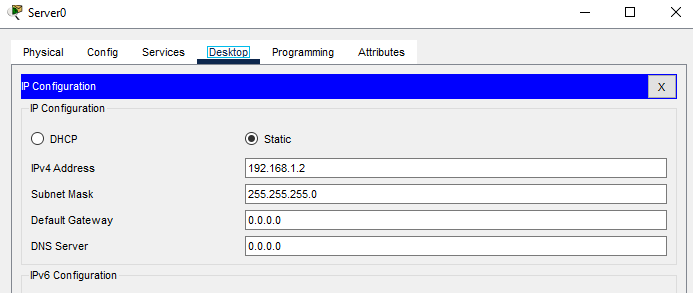 Server0
Physical Config Services Desktop Programming Attributes
IP Configuration X
IP Configuration
DHCP Static
IPv4 Address 192.168.1.2
Subnet Mask 255.255.255.0
Default Gateway 0.0.0.0
DNS Server 0.0.0.0
IPv6 Configuration